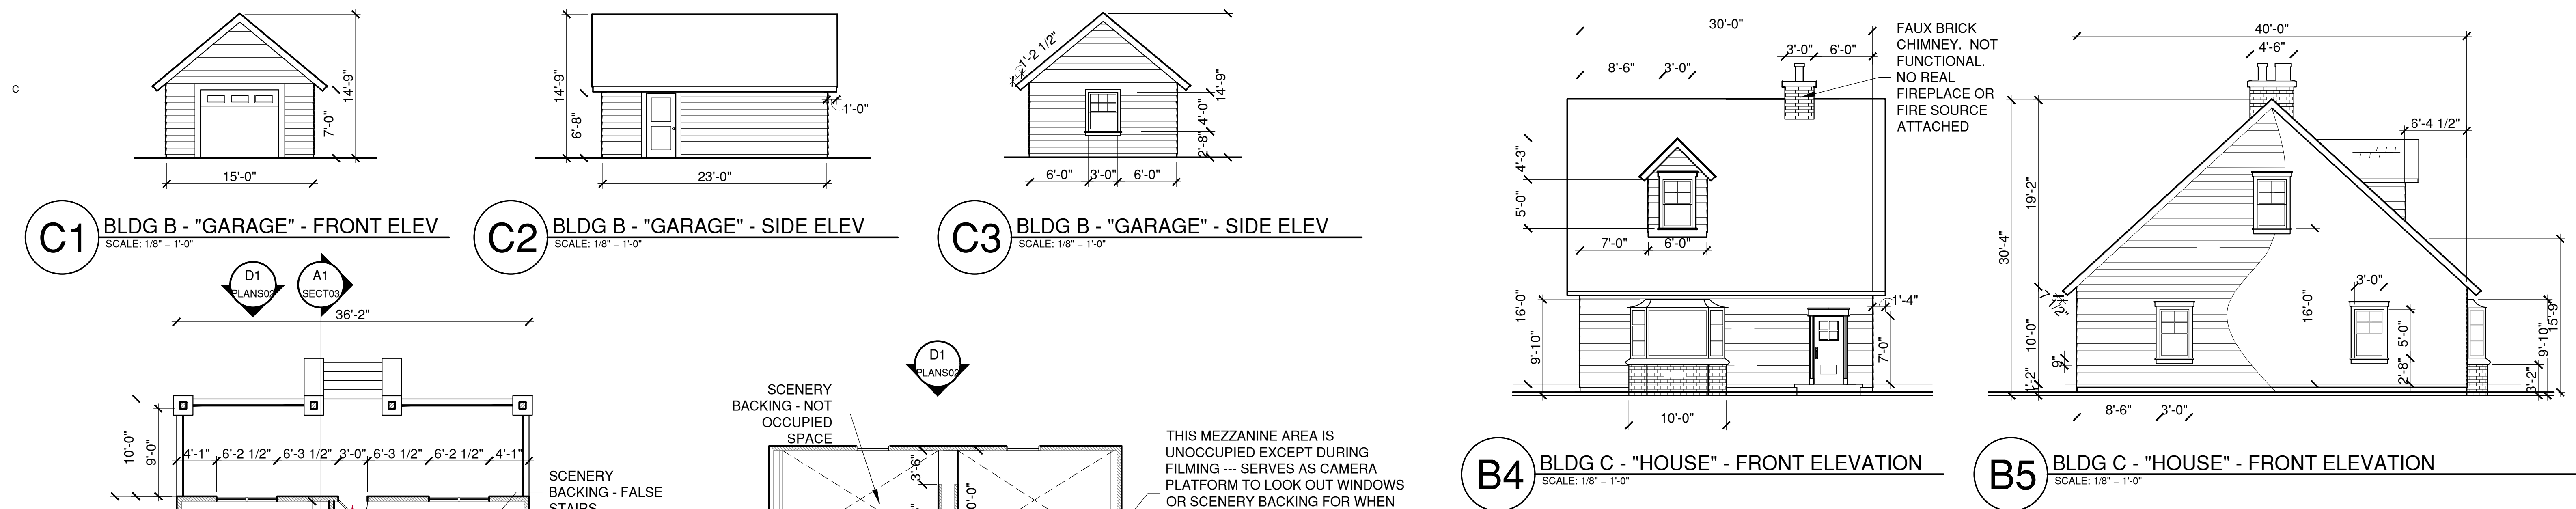 C
14'-9"
7'-0"
15'-0"
C1
BLDG B - "GARAGE" - FRONT ELEV
SCALE: 1/8" = 1'-0"
14'-9"
6'-8"
1'-0"
23'-0"
C2
BLDG B - "GARAGE" - SIDE ELEV
SCALE: 1/8" = 1'-0"
1'-2 1/2"
14'-9"
4'-0"
2'-8"
6'-0" 3'-0" 6'-0"
C3
BLDG B - "GARAGE" - SIDE ELEV
SCALE: 1/8" = 1'-0"
30'-0"
3'-0" 6'-0"
8'-6" 3'-0"
FAUX BRICK
CHIMNEY. NOT
FUNCTIONAL.
NO REAL
FIREPLACE OR
FIRE SOURCE
ATTACHED
4'-3"
5'-0"
7'-0" 6'-0"
16'-0"
9'-10"
1'-4"
7'-0"
10'-0"
B4
BLDG C - "HOUSE" - FRONT ELEVATION
SCALE: 1/8" = 1'-0"
40'-0"
4'-6"
6'-4 1/2"
19'-2"
30'-4"
7 1/2"
3'-0"
16'-0"
15'-9"
10'-0"
5'-0"
9'-10"
9"
2'-8"
1'-2"
3'-2"
8'-6" 3'-0"
B5
BLDG C - "HOUSE" - FRONT ELEVATION
SCALE: 1/8" = 1'-0"
D1
PLANS02
A1
SECT03
36'-2"
10'-0"
9'-0"
4'-1" 6'-2 1/2" 6'-3 1/2" 3'-0" 6'-3 1/2" 6'-2 1/2" 4'-1"
SCENERY
BACKING - FALSE
STAIRS
D1
PLANS02
SCENERY
BACKING - NOT
OCCUPIED
SPACE
3'-6"
THIS MEZZANINE AREA IS
UNOCCUPIED EXCEPT DURING
FILMING --- SERVES AS CAMERA
PLATFORM TO LOOK OUT WINDOWS
OR SCENERY BACKING FOR WHEN